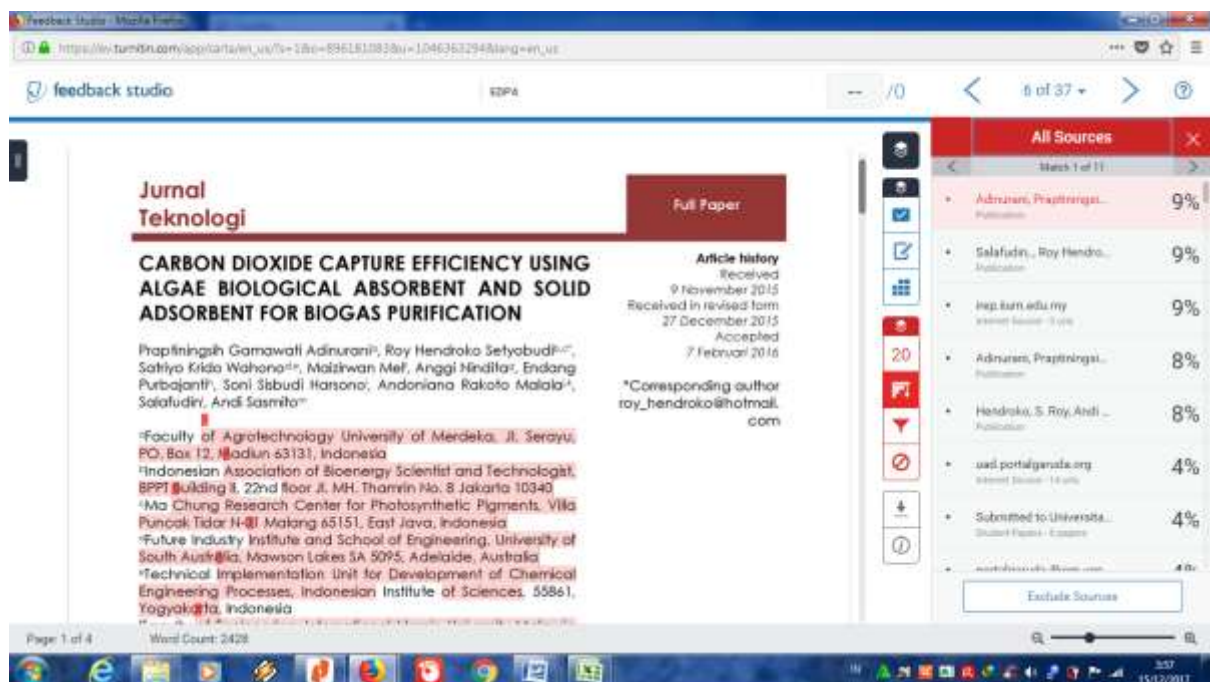 Feedback Studio - Mozilla Firefox
feedback studio
EDPA
-- /0
6 of 37
Jurnal
Teknologi
Full Paper
CARBON DIOXIDE CAPTURE EFFICIENCY USING
ALGAE BIOLOGICAL ABSORBENT AND SOLID
ADSORBENT FOR BIOGAS PURIFICATION
Praptiningsih Gamawati Adinurani, Roy Hendroko Setyobudi
Satriyo Krido Wahono, Maizirwan Mel, Anggi Nindita, Endang
Purbajanti, Soni Sisbudi Harsono, Andoniana Rakoto Malala
Salafudin, Andi Sasmito
Article history
Received
9 November 2015
Received in revised form
27 December 2015
Accepted
7 Februari 2016
*Corresponding author
roy_hendroko@hotmail.
com
Faculty of Agrotechnology University of Merdeka, Jl. Serayu,
PO. Box 12, Madiun 63131, Indonesia
Indonesian Association of Bioenergy Scientist and Technologist,
BPPT Building II, 22nd floor Jl. MH. Thamrin No. 8 Jakarta 10340
Ma Chung Research Center for Photosynthetic Pigments, Villa
Puncak Tidar N-01 Malang 65151, East Java, Indonesia
Future Industry Institute and School of Engineering, University of
South Australia, Mawson Lakes SA 5095, Adelaide, Australia
Technical Implementation Unit for Development of Chemical
Engineering Processes, Indonesian Institute of Sciences, 55861,
Yogyakarta, Indonesia
All Sources
Match 1 of 11
Adinurani, Praptiningsi... 9%
Publication
Salafudin,, Roy Hendro... 9%
Publication
irep.iium.edu.my 9%
Adinurani, Praptiningsi... 8%
Publication
Hendroko, S. Roy, Andi ... 8%
Publication
uad.portalgaruda.org 4%
Submitted to Universita... 4%
20
Exclude Sources
Page: 1 of 4
Word Count: 2428
3:57
15/12/2017